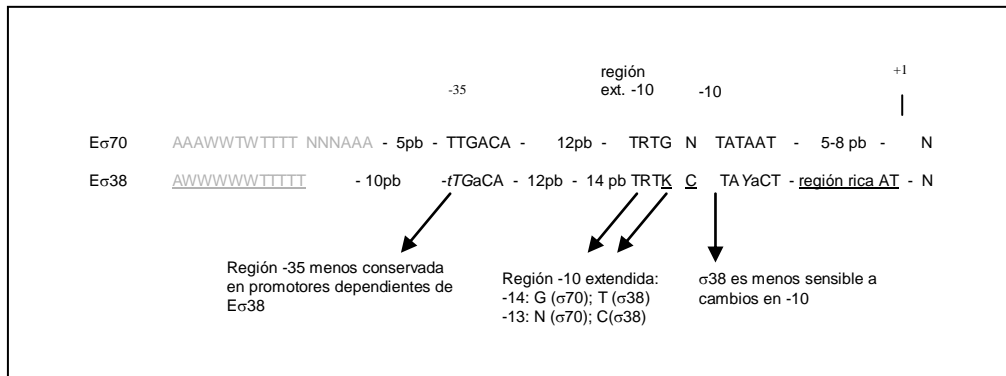 región
ext. -10
-10
+1
-35
Eσ70 AAAWWTWTTTT NNNAAA - 5pb - TTGACA - 12pb - TRTG N TATAAT - 5-8 pb - N
Eσ38 AWWWWWTTTTT - 10pb -tTGaCA - 12pb - 14 pb TRTK C TAYaCT - región rica AT - N
Región -35 menos conservada
en promotores dependientes de
Eσ38
Región -10 extendida:
-14: G (σ70); T (σ38)
-13: N (σ70); C(σ38)
σ38 es menos sensible a
cambios en -10